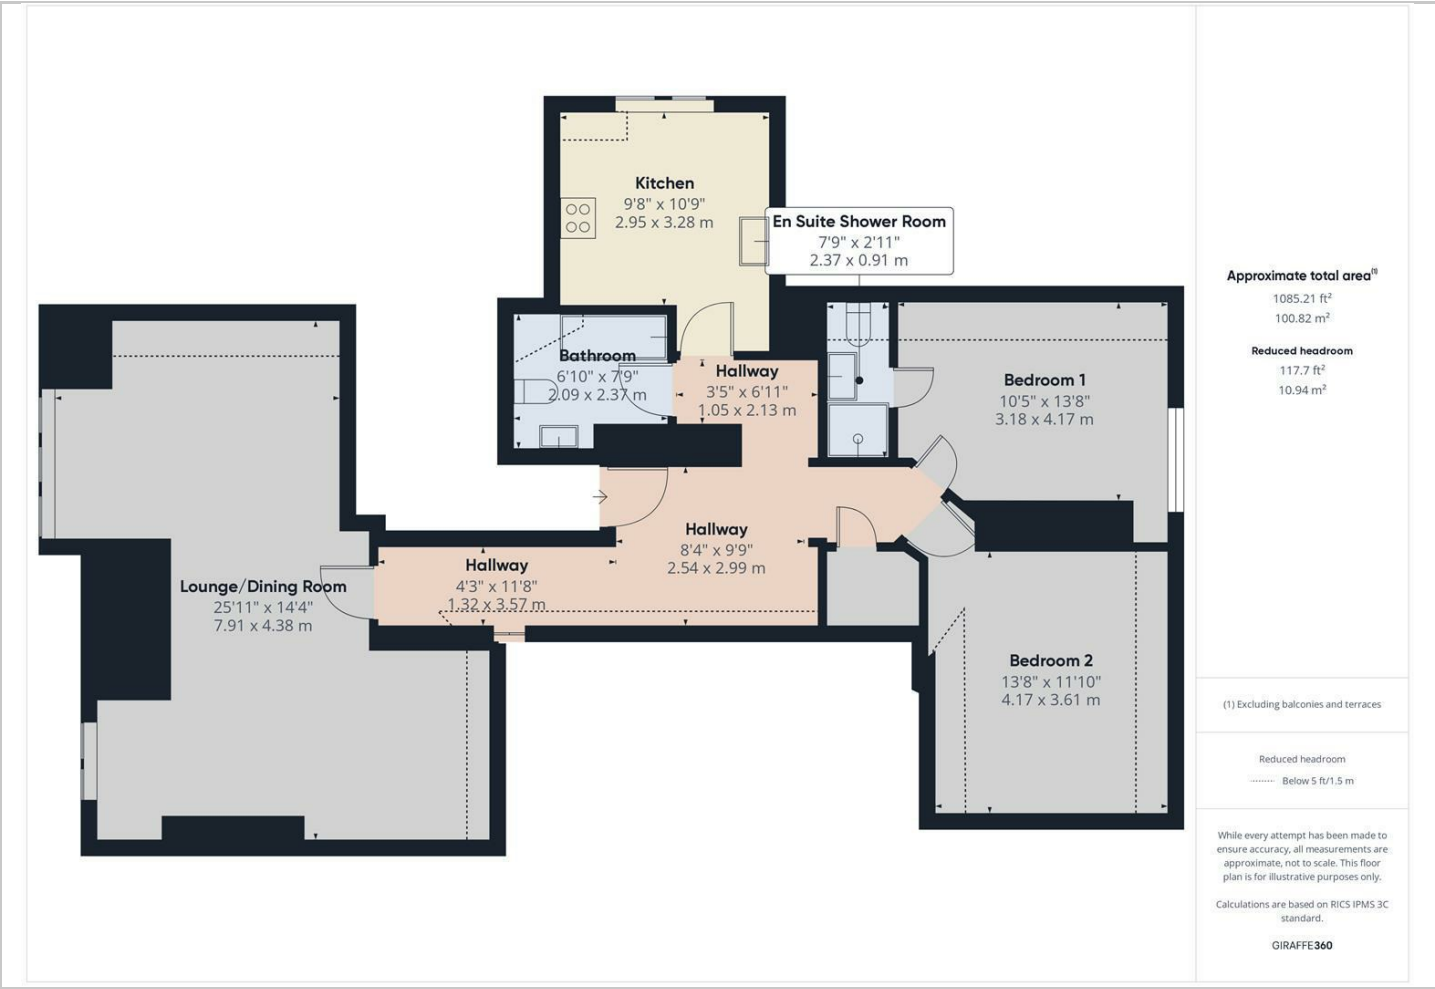 Kitchen
9'8" x 10'9"
2.95 x 3.28 m
En Suite Shower Room
7'9" x 2'11"
2.37 x 0.91 m
Bathroom
6'10" x 7'9"
2.09 x 2.37 m
Hallway
3'5" x 6'11"
1.05 x 2.13 m
Bedroom 1
10'5" x 13'8"
3.18 x 4.17 m
Hallway
8'4" x 9'9"
2.54 x 2.99 m
Hallway
4'3" x 11'8"
1.32 x 3.57 m
Lounge/Dining Room
25'11" x 14'4"
7.91 x 4.38 m
Bedroom 2
13'8" x 11'10"
4.17 x 3.61 m
Approximate total area(1)
1085.21 ft²
100.82 m²
Reduced headroom
117.7 ft²
10.94 m²
(1) Excluding balconies and terraces
Reduced headroom
Below 5 ft/1.5 m
While every attempt has been made to
ensure accuracy, all measurements are
approximate, not to scale. This floor
plan is for illustrative purposes only.
Calculations are based on RICS IPMS 3C
standard.
GIRAFFE360